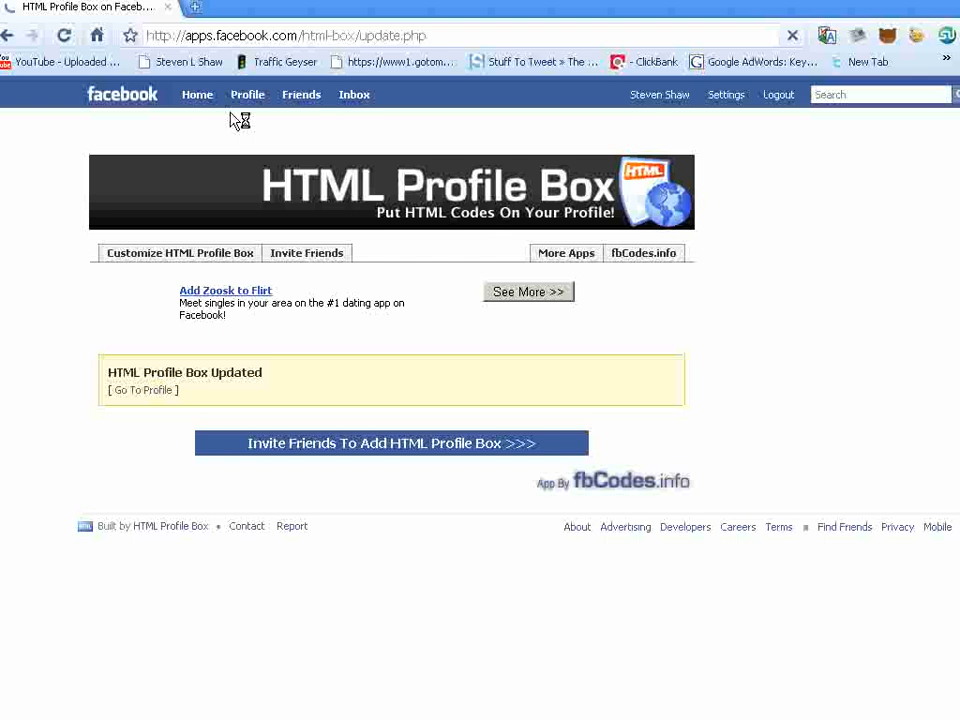 HTML Profile Box on Faceb...
http://apps.facebook.com/html-box/update.php
YouTube - Uploaded ... Steven L Shaw Traffic Geyser https://www1.gotom... Stuff To Tweet » The ... - ClickBank Google AdWords: Key... New Tab »
facebook Home Profile Friends Inbox Steven Shaw Settings Logout Search
HTML Profile Box HTML
Put HTML Codes On Your Profile!
Customize HTML Profile Box Invite Friends More Apps fbCodes.info
Add Zoosk to Flirt See More >>
Meet singles in your area on the #1 dating app on
Facebook!
HTML Profile Box Updated
[ Go To Profile ]
Invite Friends To Add HTML Profile Box >>>
App By fbCodes.info
Built by HTML Profile Box • Contact Report About Advertising Developers Careers Terms ■ Find Friends Privacy Mobile